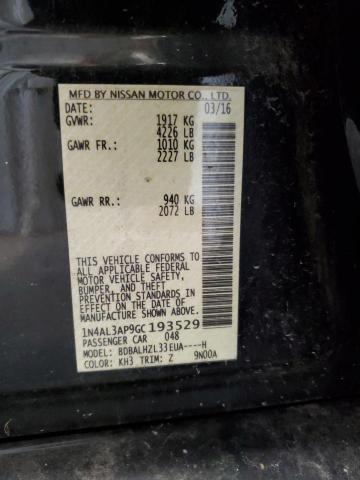 MFD BY NISSAN MOTOR CO., LTD.
DATE: 03/16
GVWR: 1917 KG
4226 LB
GAWR FR.: 1010 KG
2227 LB
GAWR RR.: 940 KG
2072 LB
THIS VEHICLE CONFORMS TO
ALL APPLICABLE FEDERAL
MOTOR VEHICLE SAFETY,
BUMPER, AND THEFT
PREVENTION STANDARDS IN
EFFECT ON THE DATE OF
MANUFACTURE SHOWN ABOVE.
1N4AL3AP9GC193529
PASSENGER CAR 048
MODEL: BDBALHZL33EUA----H
COLOR: KH3 TRIM: Z 9N00A